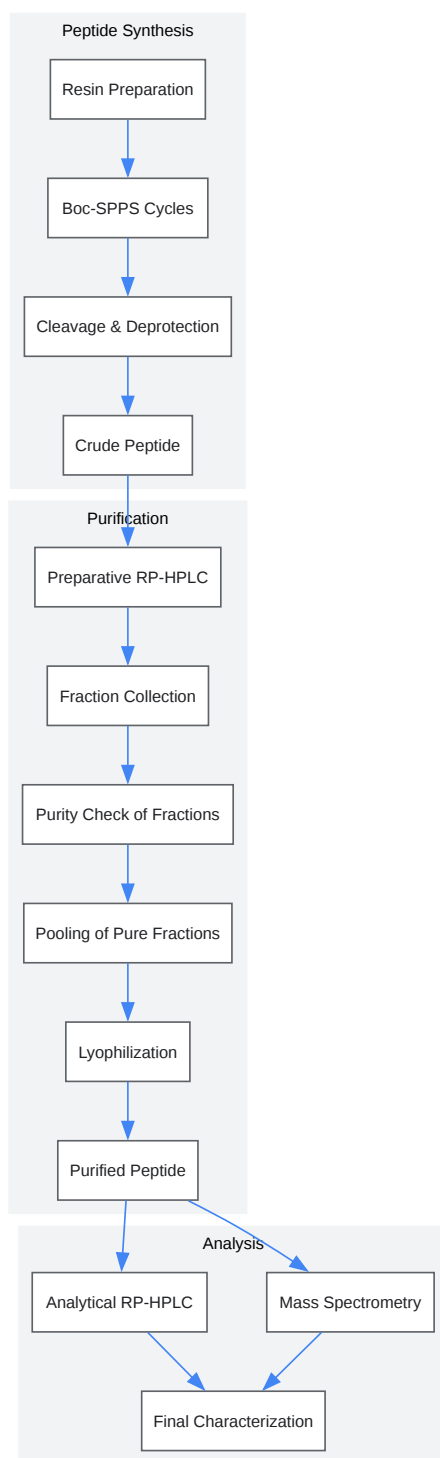 Peptide Synthesis
Resin Preparation
Boc-SPPS Cycles
Cleavage & Deprotection
Crude Peptide
Purification
Preparative RP-HPLC
Fraction Collection
Purity Check of Fractions
Pooling of Pure Fractions
Lyophilization
Purified Peptide
Analysis
Analytical RP-HPLC
Mass Spectrometry
Final Characterization